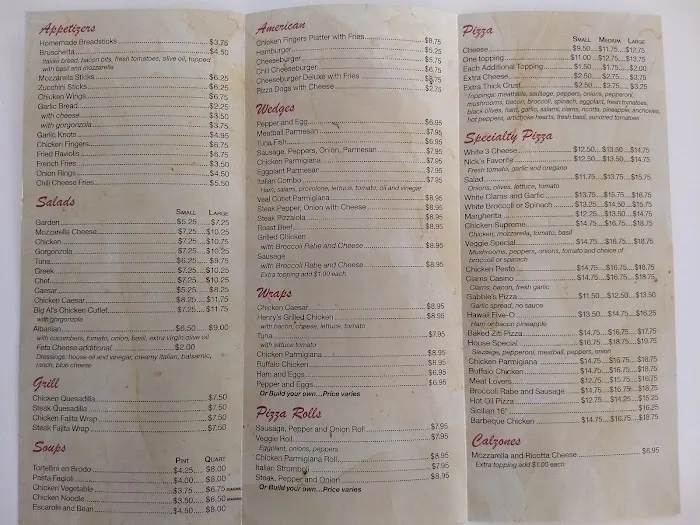 Appetizers
Homemade Breadsticks $3.75
Bruschetta $4.50
Italian bread, bacon bits, fresh tomatoes, olive oil, topped
with basil and mozzarella
Mozzarella Sticks $6.25
Zucchini Sticks $6.25
Chicken Wings $6.75
Garlic Bread $2.25
with cheese $3.50
with gorgonzola $3.75
Garlic Knots $4.95
Chicken Fingers $6.75
Fried Raviolis $6.75
French Fries $3.50
Onion Rings $4.50
Chili Cheese Fries $5.50
Salads
Small Large
Garden $5.25 $7.25
Mozzarella Cheese $7.25 $10.25
Chicken $7.25 $10.75
Gorgonzola $7.25 $10.25
Tuna $6.25 $9.75
Greek $7.25 $10.25
Chef $7.25 $10.25
Caesar $5.25 $8.25
Chicken Caesar $8.25 $11.75
Big Al's Chicken Cutlet $7.25 $11.75
with gorgonzola
Albanian $6.50 $9.00
with cucumbers, tomato, onion, basil, extra virgin olive oil
Feta Cheese additional $2.00
Dressings: house oil and vinegar, creamy Italian, balsamic,
ranch, blue cheese
Grill
Chicken Quesadilla $7.50
Steak Quesadilla $7.50
Chicken Fajita Wrap $7.50
Steak Fajita Wrap $7.50
Soups
Pint Quart
Tortellini en Brodo $4.25 $8.00
Pasta Fagioli $4.00 $8.00
Chicken Vegetable $3.75 $6.75
Chicken Noodle $3.50 $6.50
Escarole and Bean $4.50 $8.00
American
Chicken Fingers Platter with Fries $8.75
Hamburger $5.25
Cheeseburger $5.75
Chili Cheeseburger $6.75
Cheeseburger Deluxe with Fries $8.75
Pizza Dogs with Cheese $2.75
Wedges
Pepper and Egg $6.95
Meatball Parmesan $7.95
Tuna Fish $6.95
Sausage, Peppers, Onion, Parmesan $7.95
Chicken Parmigiana $7.95
Eggplant Parmesan $7.95
Italian Combo $7.95
Ham, salami, provolone, lettuce, tomato, oil and vinegar
Veal Cutlet Parmigiana $8.95
Steak Pepper, Onion with Cheese $8.95
Steak Pizzaiola $8.95
Roast Beef $8.95
Grilled Chicken
with Broccoli Rabe and Cheese $8.95
Sausage
with Broccoli Rabe and Cheese $8.95
Extra topping add $1.00 each
Wraps
Chicken Caesar $8.95
Henry's Grilled Chicken $8.95
with bacon, cheese, lettuce, tomato
Tuna $7.95
with lettuce tomato
Chicken Parmigiana $8.95
Buffalo Chicken $8.95
Ham and Eggs $6.95
Pepper and Eggs $6.95
Or Build your own...Price varies
Pizza Rolls
Sausage, Pepper and Onion Roll $7.95
Veggie Roll $7.95
Eggplant, onions, peppers
Chicken Parmigiana Roll $8.95
Italian Stromboli $7.95
Steak, Pepper and Onion $8.95
Or Build your own...Price varies
Pizza
Small Medium Large
Cheese $9.50 $11.75 $12.75
One topping $11.00 $12.75 $13.75
Each Additional Topping $1.50 $1.75 $2.00
Extra Cheese $2.50 $2.75 $3.75
Extra Thick Crust $2.50 $2.75 $3.25
Toppings: meatballs, sausage, peppers, onions, pepperoni,
mushrooms, bacon, broccoli, spinach, eggplant, fresh tomatoes,
black olives, ham, garlic, salami, clams, ricotta, pineapple, anchovies,
hot peppers, artichoke hearts, fresh basil, sundried tomatoes
Specialty Pizza
White 3 Cheese $12.50 $13.50 $14.75
Nick's Favorite $12.50 $13.50 $14.75
Fresh tomato, garlic and oregano
Salad $11.75 $13.75 $15.75
Onions, olives, lettuce, tomato
White Clams and Garlic $13.75 $15.75 $16.75
White Broccoli or Spinach $13.25 $14.50 $15.75
Margherita $12.25 $13.50 $14.75
Chicken Supreme $14.75 $16.75 $18.75
Chicken, mozzarella, tomato, basil
Veggie Special $14.75 $16.75 $18.75
Mushrooms, peppers, onions, tomato and choice of
broccoli or spinach
Chicken Pesto $14.75 $16.75 $18.75
Clams Casino $14.75 $16.75 $18.75
Clams, bacon, fresh garlic
Gabbie's Pizza $11.50 $12.50 $13.50
Garlic spread, no sauce
Hawaii Five-O $13.50 $14.75 $16.25
Ham or bacon pineapple
Baked Ziti Pizza $14.75 $16.75 $17.75
House Special $16.75 $18.75 $19.75
Sausage, pepperoni, meatball, peppers, onion
Chicken Parmigiana $14.75 $16.75 $18.75
Buffalo Chicken $14.75 $16.75 $18.75
Meat Lovers $12.75 $15.75 $16.75
Broccoli Rabe and Sausage $14.75 $16.75 $18.75
Hot Oil Pizza $12.75 $14.25 $15.25
Sicilian 16" $16.25
Barbeque Chicken $14.75 $16.75 $18.75
Calzones
Mozzarella and Ricotta Cheese $6.95
Extra topping add $1.00 each